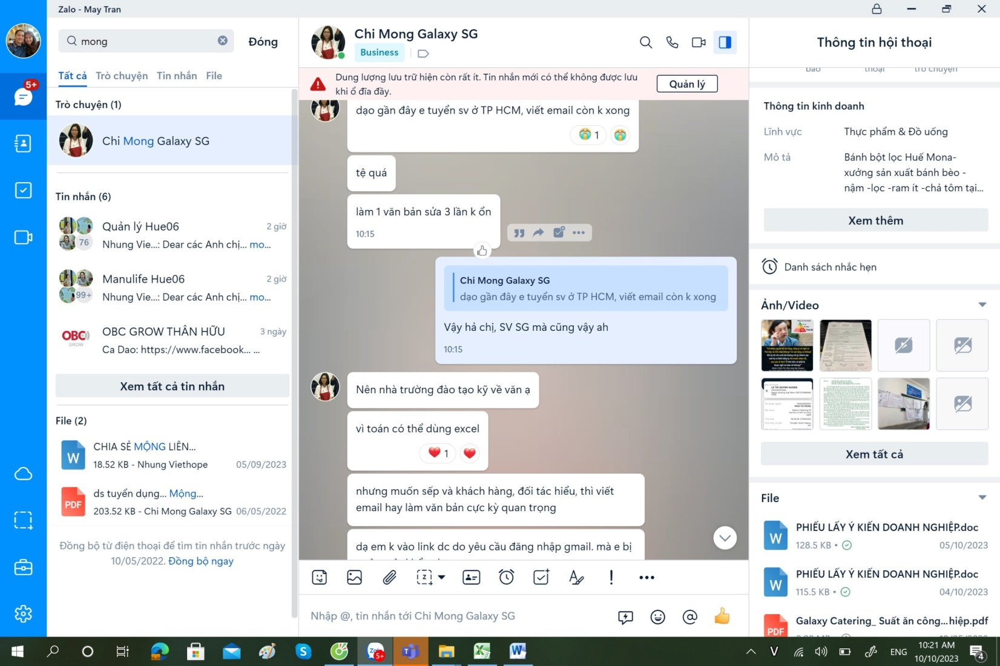 Zalo - May Tran
mong
Đóng
Tất cả Trò chuyện Tin nhắn File
Trò chuyện (1)
Chi Mong Galaxy SG
Tin nhắn (6)
Quản lý Hue06 2 giờ
76
Nhung Vie...: Dear các Anh chị... mo...
Manulife Hue06 2 giờ
99+
Nhung Vie...: Dear các Anh chị... mo...
OBC GROW THÂN HỮU 3 ngày
OBC
GROW
Ca Dao: https://www.facebook... ...
Xem tất cả tin nhắn
File (2)
CHIA SẺ MỘNG LIÊN...
18.52 KB - Nhung Viethope 05/09/2023
ds tuyển dụng... Mộng...
203.52 KB - Chi Mong Galaxy SG 06/05/2022
Đồng bộ từ điện thoại để tìm tin nhắn trước ngày
10/05/2022. Đồng bộ ngay
5+
Chi Mong Galaxy SG
Business
Dung lượng lưu trữ hiện còn rất ít. Tin nhắn mới có thể không được lưu
khi ổ đĩa đầy.
Quản lý
dạo gần đây e tuyển sv ở TP HCM, viết email còn k xong
1
tệ quá
làm 1 văn bản sửa 3 lần k ổn
10:15
Chi Mong Galaxy SG
dạo gần đây e tuyển sv ở TP HCM, viết email còn k xong
Vậy hả chị, SV SG mà cũng vậy ah
10:15
Nên nhà trường đào tạo kỹ về văn ạ
vì toán có thể dùng excel
1
nhưng muốn sếp và khách hàng, đối tác hiểu, thì viết
email hay làm văn bản cực kỳ quan trọng
dạ em k vào link dc do yêu cầu đăng nhập gmail. mà e bị
Nhập @, tin nhắn tới Chi Mong Galaxy SG
Thông tin hội thoại
báo thoại trò chuyện
Thông tin kinh doanh
Lĩnh vực Thực phẩm & Đồ uống
Mô tả Bánh bột lọc Huế Mona-
xưởng sản xuất bánh bèo -
nậm -lọc -ram ít -chả tôm tại...
Xem thêm
Danh sách nhắc hẹn
Ảnh/Video
Xem tất cả
File
PHIẾU LẤY Ý KIẾN DOANH NGHIỆP.doc
128.5 KB • 05/10/2023
PHIẾU LẤY Ý KIẾN DOANH NGHIỆP.doc
115.5 KB • 04/10/2023
Galaxy Catering_ Suất ăn công...hiệp.pdf
PDF
ENG
10:21 AM
10/10/2023
4